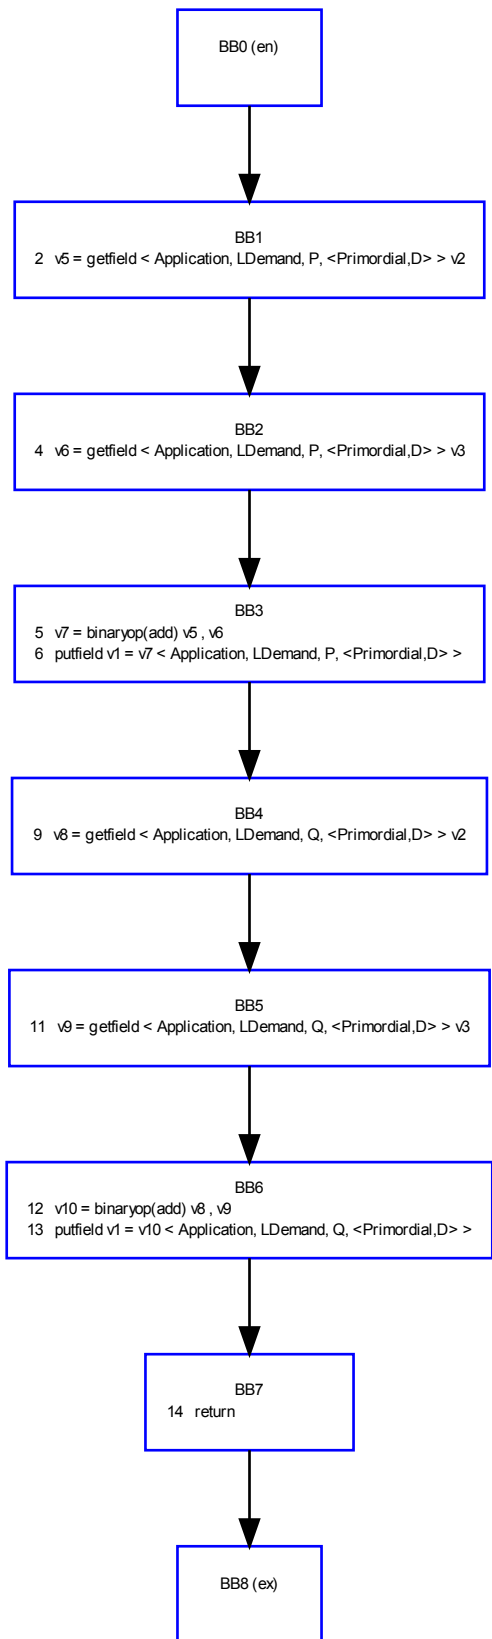 BB0 (en)
BB1
2 v5 = getfield < Application, LDemand, P, <Primordial,D> > v2
BB2
4 v6 = getfield < Application, LDemand, P, <Primordial,D> > v3
BB3
5 v7 = binaryop(add) v5 , v6
6 putfield v1 = v7 < Application, LDemand, P, <Primordial,D> >
BB4
9 v8 = getfield < Application, LDemand, Q, <Primordial,D> > v2
BB5
11 v9 = getfield < Application, LDemand, Q, <Primordial,D> > v3
BB6
12 v10 = binaryop(add) v8 , v9
13 putfield v1 = v10 < Application, LDemand, Q, <Primordial,D> >
BB7
14 return
BB8 (ex)